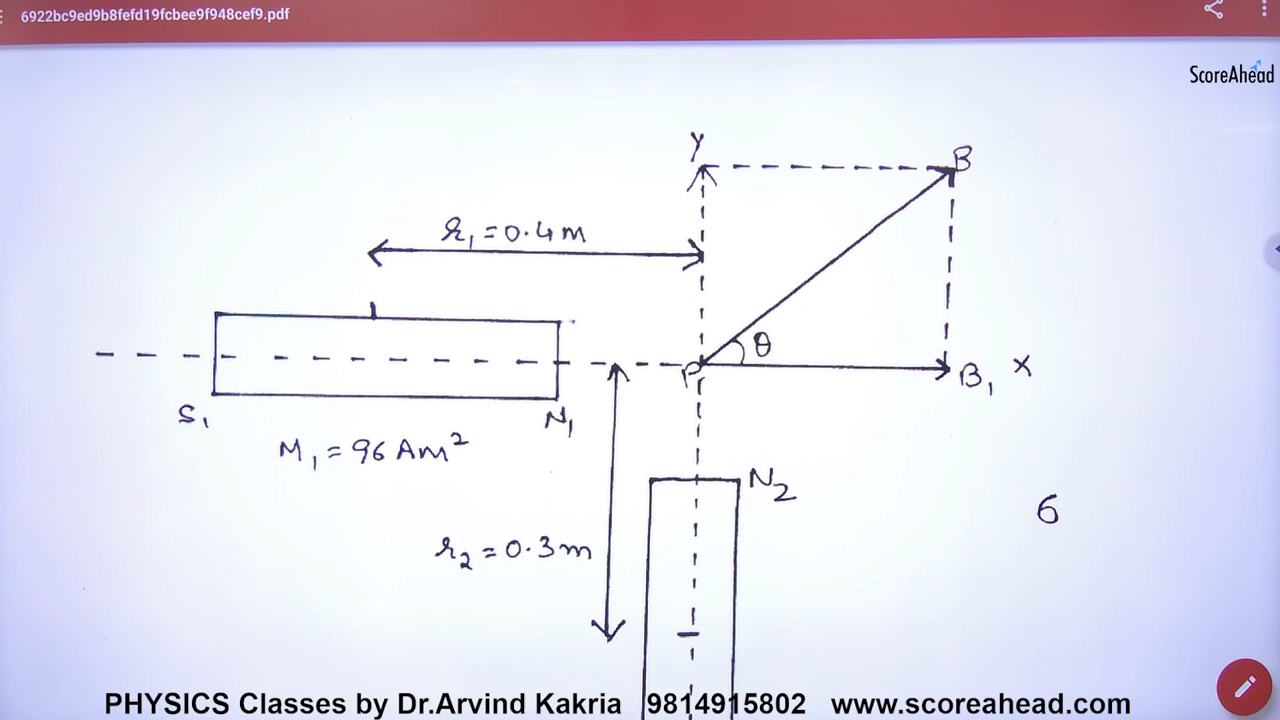 6922bc9ed9b8fefd19fcbee9f948cef9.pdf
ScoreAhead
Y
B
r₁ = 0.4 m
θ
P
B₁ X
S₁
N₁
M₁ = 96 Am²
N₂
6
r₂ = 0.3 m
PHYSICS Classes by Dr.Arvind Kakria 9814915802 www.scoreahead.com